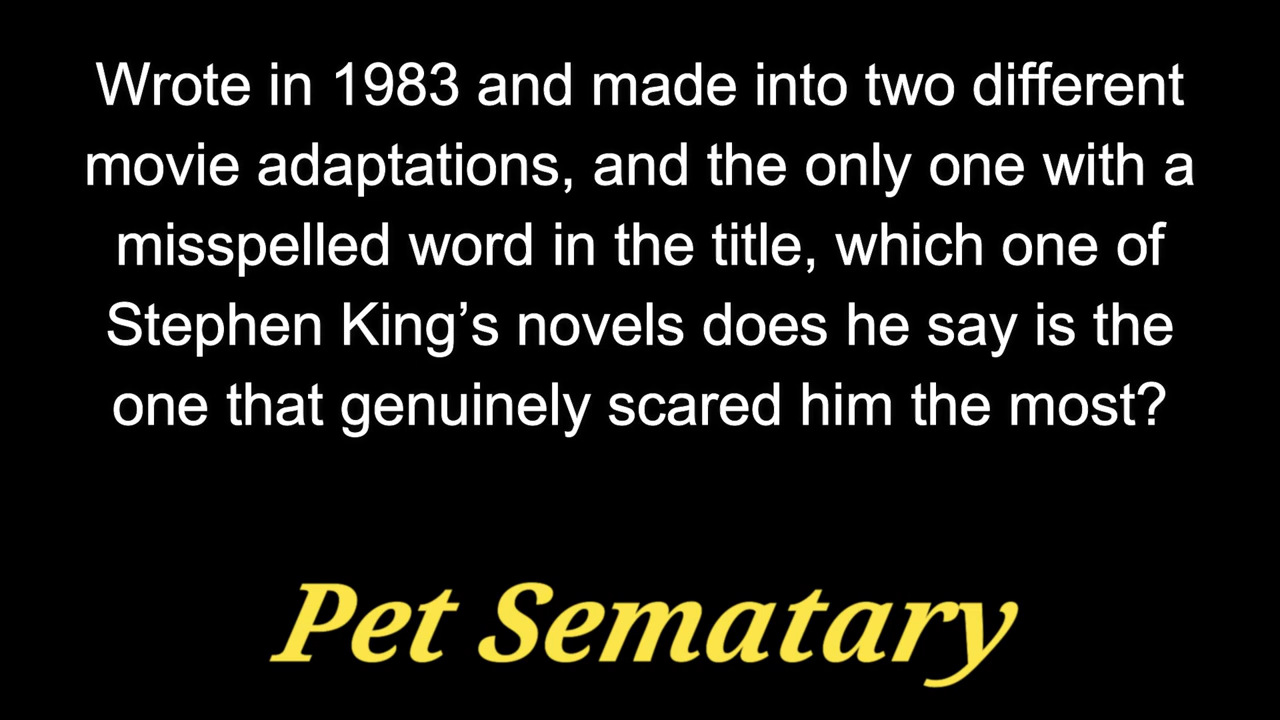 Wrote in 1983 and made into two different
movie adaptations, and the only one with a
misspelled word in the title, which one of
Stephen King’s novels does he say is the
one that genuinely scared him the most?
Pet Sematary